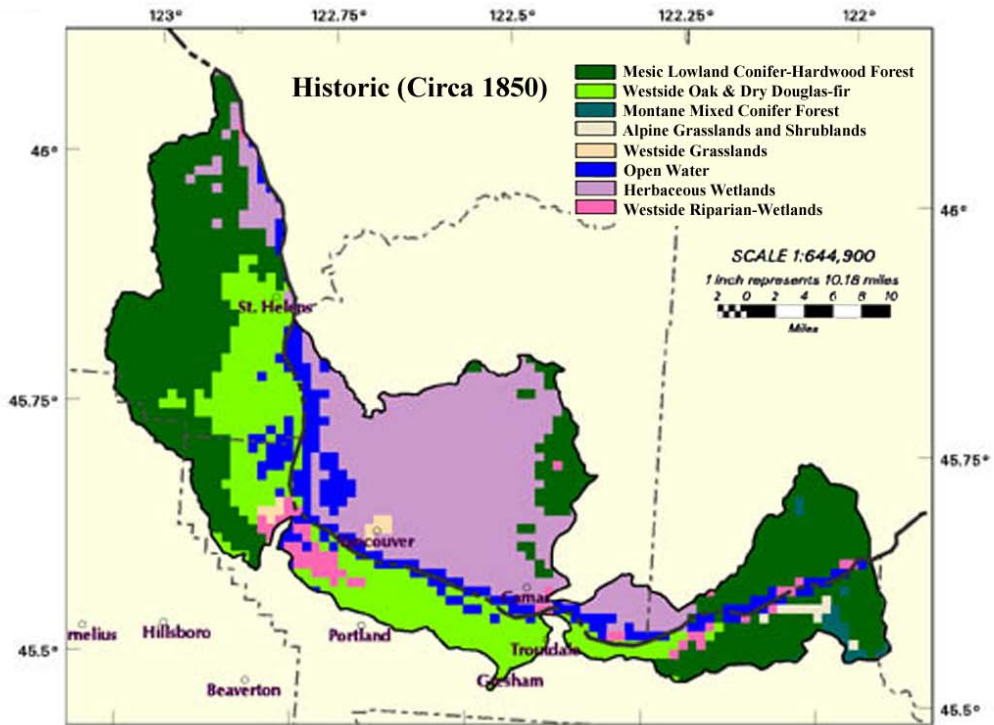 123° 122.75° 122.5° 122.25° 122°
Historic (Circa 1850)
Mesic Lowland Conifer-Hardwood Forest
Westside Oak & Dry Douglas-fir
Montane Mixed Conifer Forest
Alpine Grasslands and Shrublands
Westside Grasslands
Open Water
Herbaceous Wetlands
Westside Riparian-Wetlands
46°
46°
SCALE 1:644,900
1 inch represents 10.18 miles
2 0 2 4 6 8 10
Miles
St. Helens
45.75°
45.75°
ncouver
Camas
rnelius
Hillsboro
Portland
Troutdale
45.5°
Gresham
Beaverton
45.5°